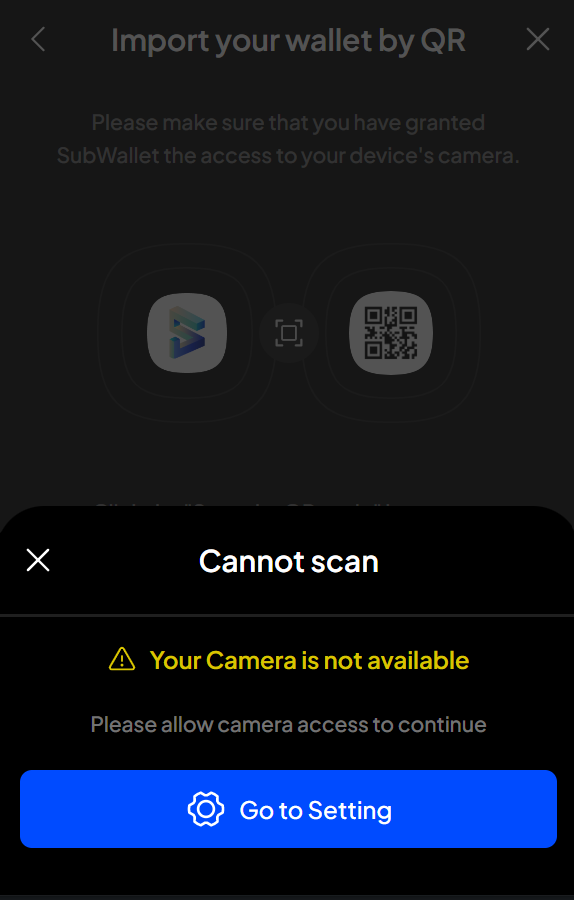 Import your wallet by QR
Please make sure that you have granted
SubWallet the access to your device's camera.
Cannot scan
Your Camera is not available
Please allow camera access to continue
Go to Setting